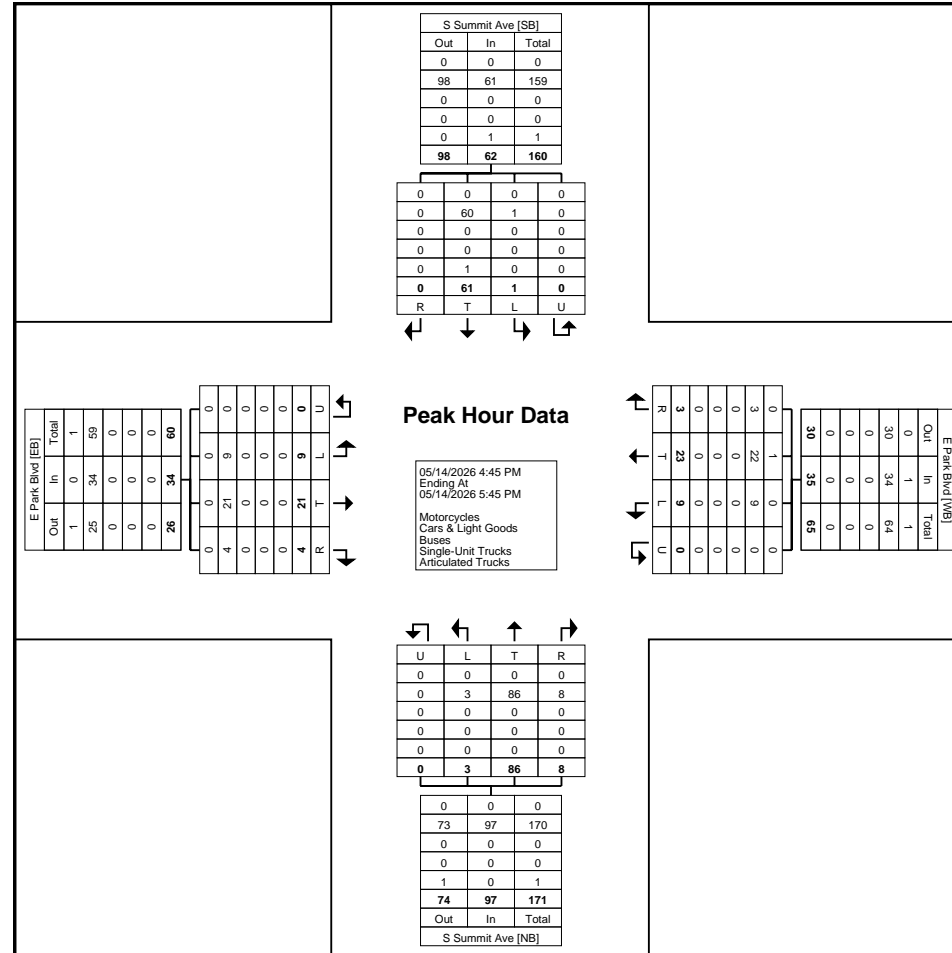 S Summit Ave [SB]
Out In Total
0 0 0
98 61 159
0 0 0
0 0 0
0 1 1
98 62 160
0 0 0 0
0 60 1 0
0 0 0 0
0 0 0 0
0 1 0 0
0 61 1 0
R T L U
E Park Blvd [EB]
Total 1 59 0 0 0 60
In 0 34 0 0 0 34
Out 1 25 0 0 0 26
0 0 0 0 0 0 U
0 9 0 0 0 9 L
0 21 0 0 0 21 T
0 4 0 0 0 4 R
Peak Hour Data
05/14/2026 4:45 PM
Ending At
05/14/2026 5:45 PM
Motorcycles
Cars & Light Goods
Buses
Single-Unit Trucks
Articulated Trucks
R 3 0 0 0 3 0
T 23 0 0 0 22 1
L 9 0 0 0 9 0
U 0 0 0 0 0 0
30 0 0 0 30 0 Out
35 0 0 0 34 1 In
65 0 0 0 64 1 Total
E Park Blvd [WB]
U L T R
0 0 0 0
0 3 86 8
0 0 0 0
0 0 0 0
0 0 0 0
0 3 86 8
0 0 0
73 97 170
0 0 0
0 0 0
1 0 1
74 97 171
Out In Total
S Summit Ave [NB]